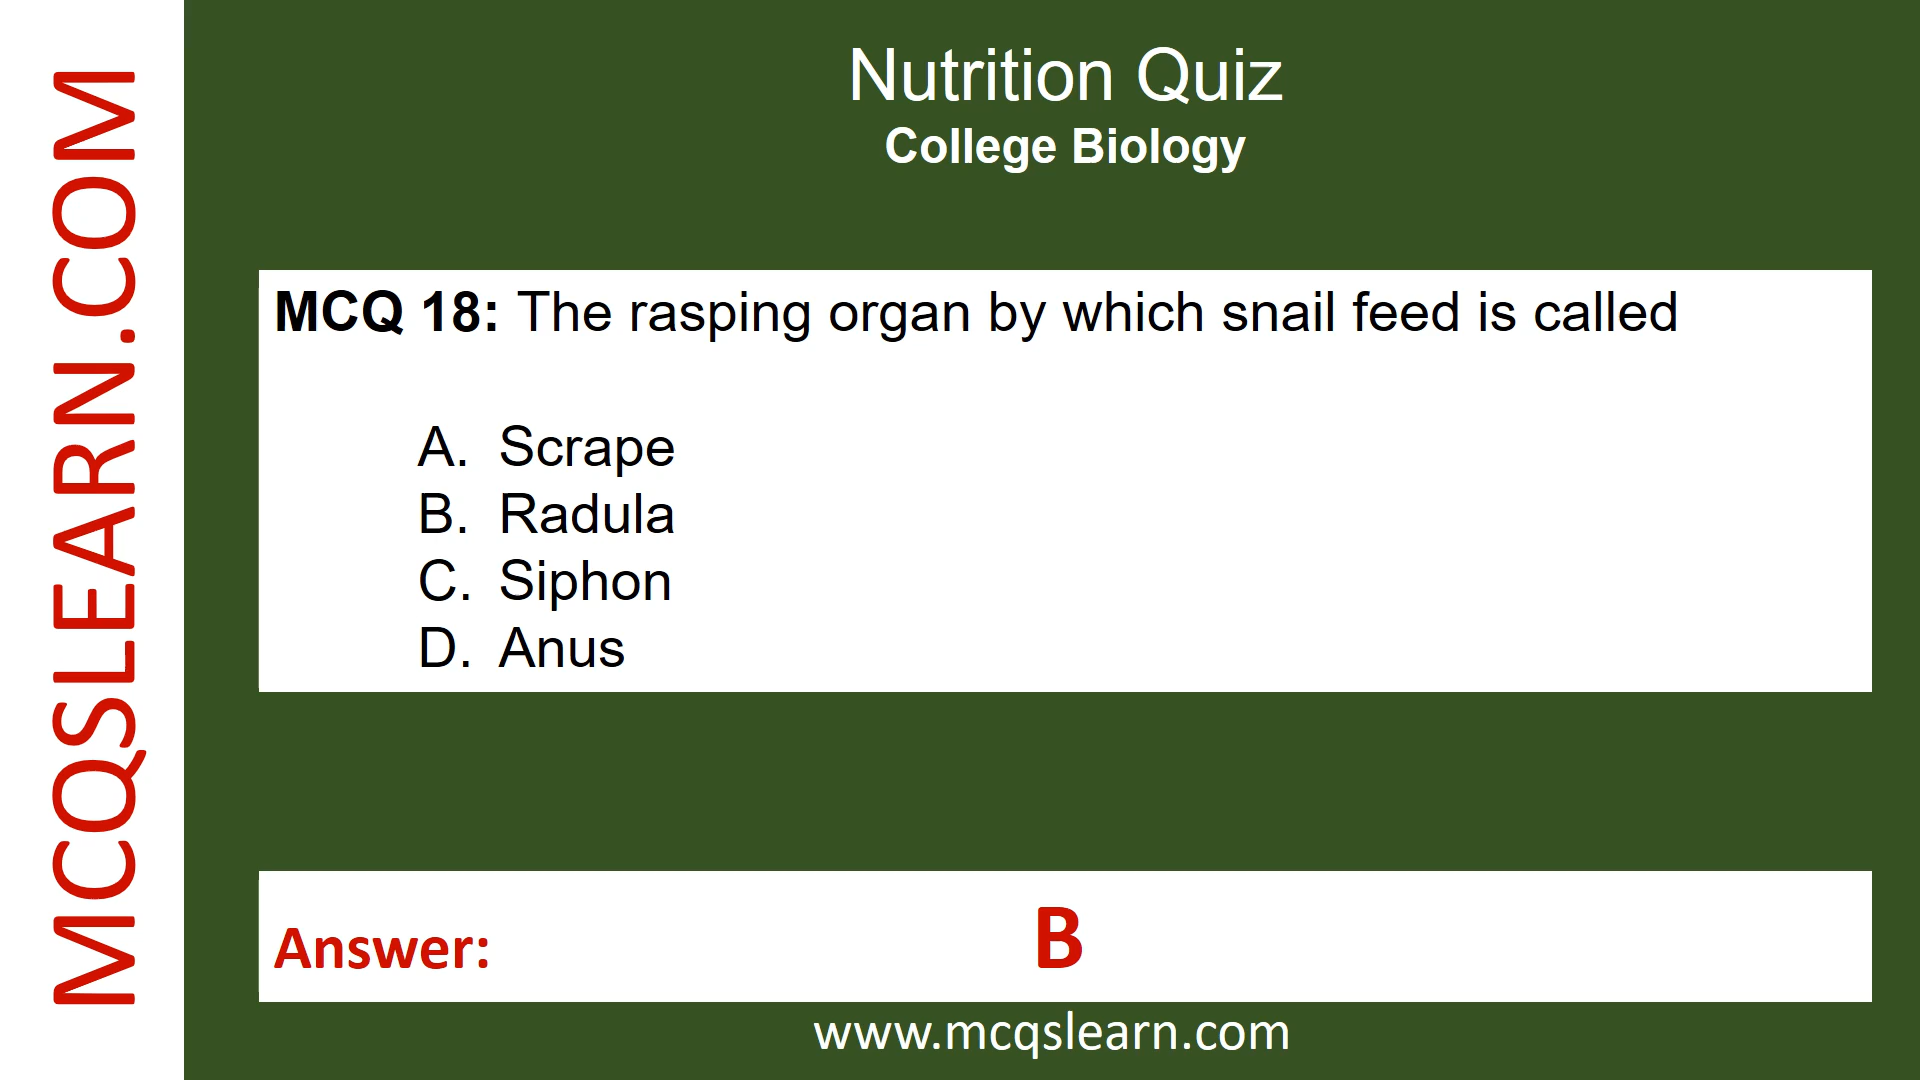 MCQSLEARN.COM
Nutrition Quiz
College Biology
MCQ 18: The rasping organ by which snail feed is called
A. Scrape
B. Radula
C. Siphon
D. Anus
Answer: B
www.mcqslearn.com